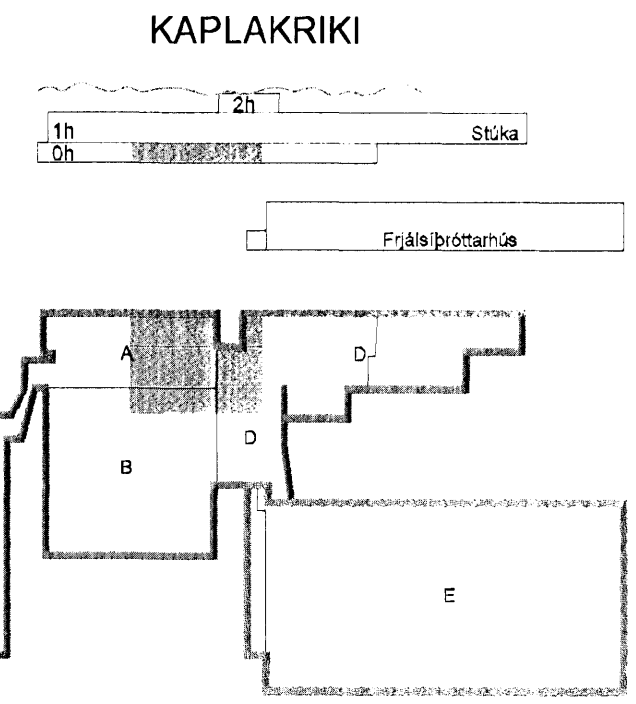 KAPLAKRIKI
2h
1h Stúka
0h
Frjálsíþróttarhús
A D
D
B
E